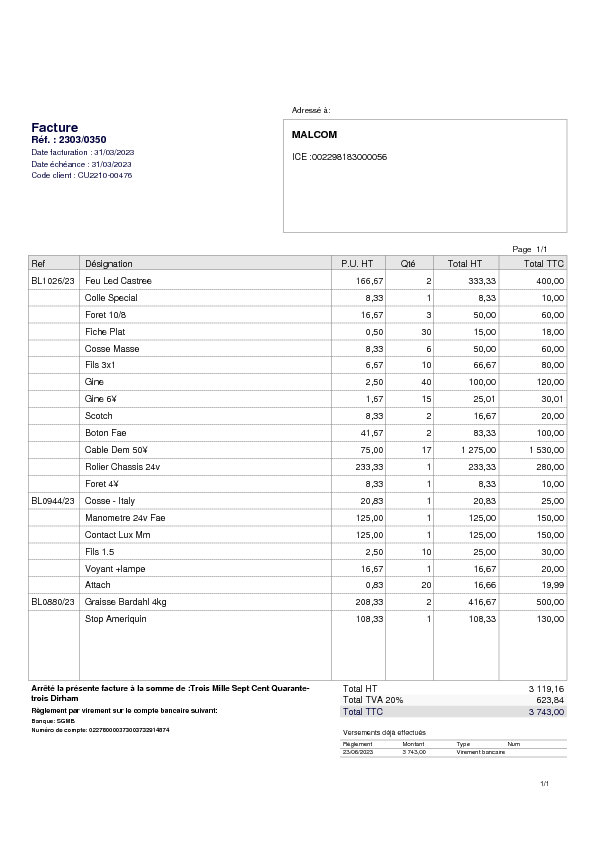 Adressé à:
Facture
Réf. : 2303/0350
Date facturation : 31/03/2023
Date échéance : 31/03/2023
Code client : CU2210-00476
MALCOM
ICE :002298183000056
Page 1/1
Ref Désignation P.U. HT Qté Total HT Total TTC
BL1026/23 Feu Led Castree 166,67 2 333,33 400,00
Colle Special 8,33 1 8,33 10,00
Foret 10/8 16,67 3 50,00 60,00
Fiche Plat 0,50 30 15,00 18,00
Cosse Masse 8,33 6 50,00 60,00
Fils 3x1 6,67 10 66,67 80,00
Gine 2,50 40 100,00 120,00
Gine 6¥ 1,67 15 25,01 30,01
Scotch 8,33 2 16,67 20,00
Boton Fae 41,67 2 83,33 100,00
Cable Dem 50¥ 75,00 17 1 275,00 1 530,00
Roller Chassis 24v 233,33 1 233,33 280,00
Foret 4¥ 8,33 1 8,33 10,00
BL0944/23 Cosse - Italy 20,83 1 20,83 25,00
Manometre 24v Fae 125,00 1 125,00 150,00
Contact Lux Mm 125,00 1 125,00 150,00
Fils 1.5 2,50 10 25,00 30,00
Voyant +lampe 16,67 1 16,67 20,00
Attach 0,83 20 16,66 19,99
BL0880/23 Graisse Bardahl 4kg 208,33 2 416,67 500,00
Stop Ameriquin 108,33 1 108,33 130,00
Arrêté la présente facture à la somme de :Trois Mille Sept Cent Quarante-
trois Dirham
Règlement par virement sur le compte bancaire suivant:
Banque: SGMB
Numéro de compte: 022780000373003732914874
Total HT 3 119,16
Total TVA 20% 623,84
Total TTC 3 743,00
Versements déjà effectués
Règlement Montant Type Num
23/06/2023 3 743,00 Virement bancaire
1/1